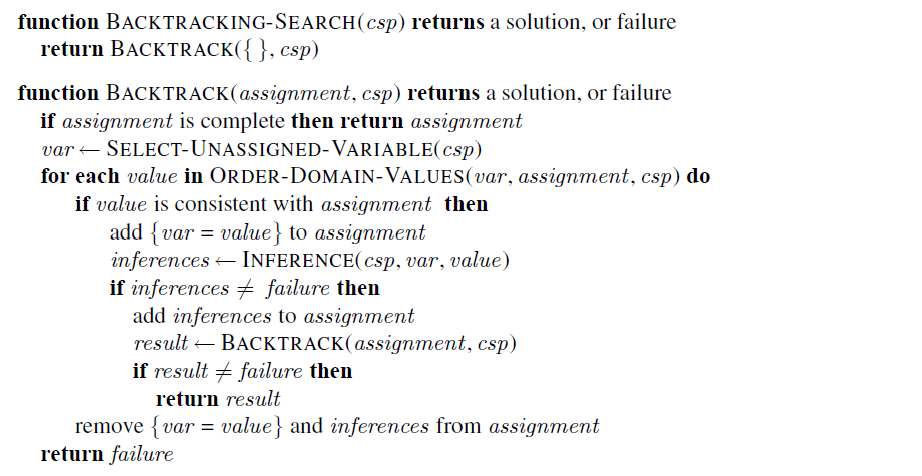 function BACKTRACKING-SEARCH(csp) returns a solution, or failure
return BACKTRACK({ }, csp)
function BACKTRACK(assignment, csp) returns a solution, or failure
if assignment is complete then return assignment
var ← SELECT-UNASSIGNED-VARIABLE(csp)
for each value in ORDER-DOMAIN-VALUES(var, assignment, csp) do
if value is consistent with assignment then
add {var = value} to assignment
inferences ← INFERENCE(csp, var, value)
if inferences ≠ failure then
add inferences to assignment
result ← BACKTRACK(assignment, csp)
if result ≠ failure then
return result
remove {var = value} and inferences from assignment
return failure